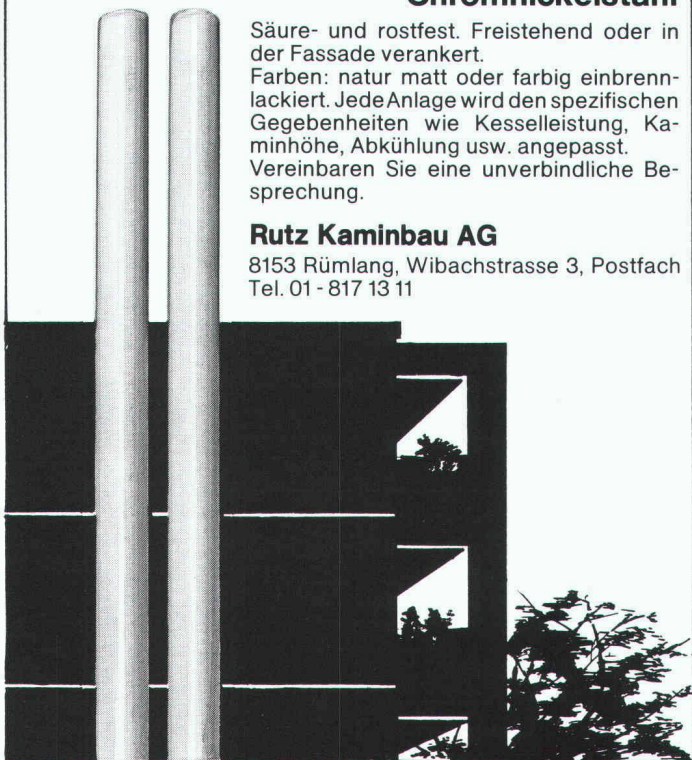 Säure- und rostfest. Freistehend oder in
der Fassade verankert.
Farben: natur matt oder farbig einbrenn-
lackiert. Jede Anlage wird den spezifischen
Gegebenheiten wie Kesselleistung, Ka-
minhöhe, Abkühlung usw. angepasst.
Vereinbaren Sie eine unverbindliche Be-
sprechung.
Rutz Kaminbau AG
8153 Rümlang, Wibachstrasse 3, Postfach
Tel. 01 - 817 13 11